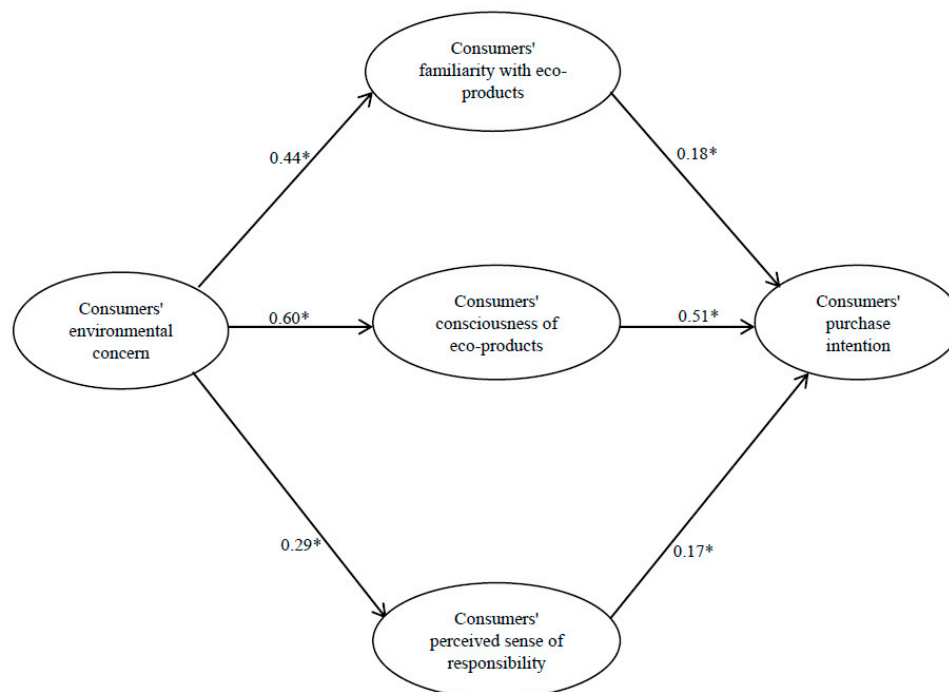 Consumers'
familiarity with eco-
products
0.44*
0.18*
Consumers'
environmental
concern
0.60*
Consumers'
consciousness of
eco-products
0.51*
Consumers'
purchase
intention
0.29*
0.17*
Consumers'
perceived sense of
responsibility